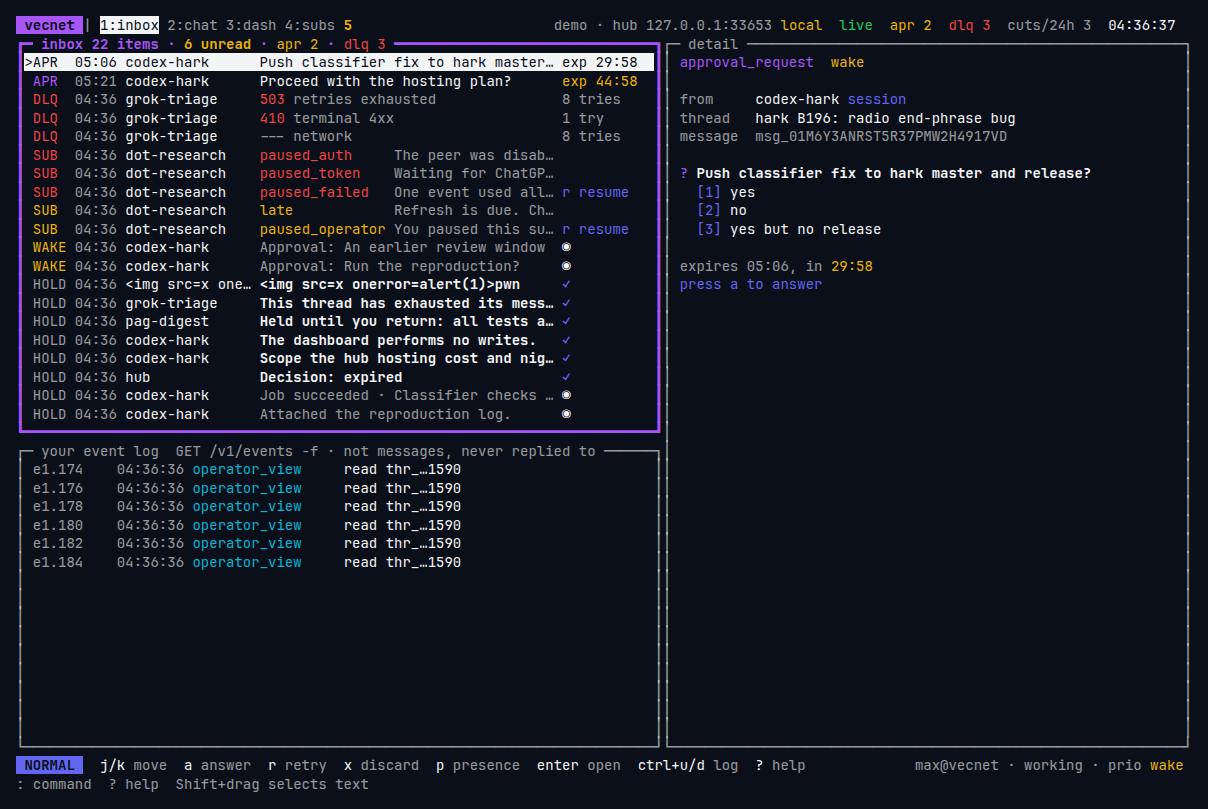 vecnet | 1:inbox 2:chat 3:dash 4:subs 5 demo · hub 127.0.0.1:33653 local live apr 2 dlq 3 cuts/24h 3 04:36:37
inbox 22 items · 6 unread · apr 2 · dlq 3
>APR 05:06 codex-hark Push classifier fix to hark master… exp 29:58
APR 05:21 codex-hark Proceed with the hosting plan? exp 44:58
DLQ 04:36 grok-triage 503 retries exhausted 8 tries
DLQ 04:36 grok-triage 410 terminal 4xx 1 try
DLQ 04:36 grok-triage --- network 8 tries
SUB 04:36 dot-research paused_auth The peer was disab…
SUB 04:36 dot-research paused_token Waiting for ChatGP…
SUB 04:36 dot-research paused_failed One event used all… r resume
SUB 04:36 dot-research late Refresh is due. Ch…
SUB 04:36 dot-research paused_operator You paused this su… r resume
WAKE 04:36 codex-hark Approval: An earlier review window ◉
WAKE 04:36 codex-hark Approval: Run the reproduction? ◉
HOLD 04:36 <img src=x one… <img src=x onerror=alert(1)>pwn ✓
HOLD 04:36 grok-triage This thread has exhausted its mess… ✓
HOLD 04:36 pag-digest Held until you return: all tests a… ✓
HOLD 04:36 codex-hark The dashboard performs no writes. ✓
HOLD 04:36 codex-hark Scope the hub hosting cost and nig… ✓
HOLD 04:36 hub Decision: expired ✓
HOLD 04:36 codex-hark Job succeeded · Classifier checks … ◉
HOLD 04:36 codex-hark Attached the reproduction log. ◉
your event log GET /v1/events -f · not messages, never replied to
e1.174 04:36:36 operator_view read thr_…1590
e1.176 04:36:36 operator_view read thr_…1590
e1.178 04:36:36 operator_view read thr_…1590
e1.180 04:36:36 operator_view read thr_…1590
e1.182 04:36:36 operator_view read thr_…1590
e1.184 04:36:36 operator_view read thr_…1590
detail
approval_request wake
from codex-hark session
thread hark B196: radio end-phrase bug
message msg_01M6Y3ANRST5R37PMW2H4917VD
? Push classifier fix to hark master and release?
[1] yes
[2] no
[3] yes but no release
expires 05:06, in 29:58
press a to answer
NORMAL j/k move a answer r retry x discard p presence enter open ctrl+u/d log ? help max@vecnet · working · prio wake
: command ? help Shift+drag selects text